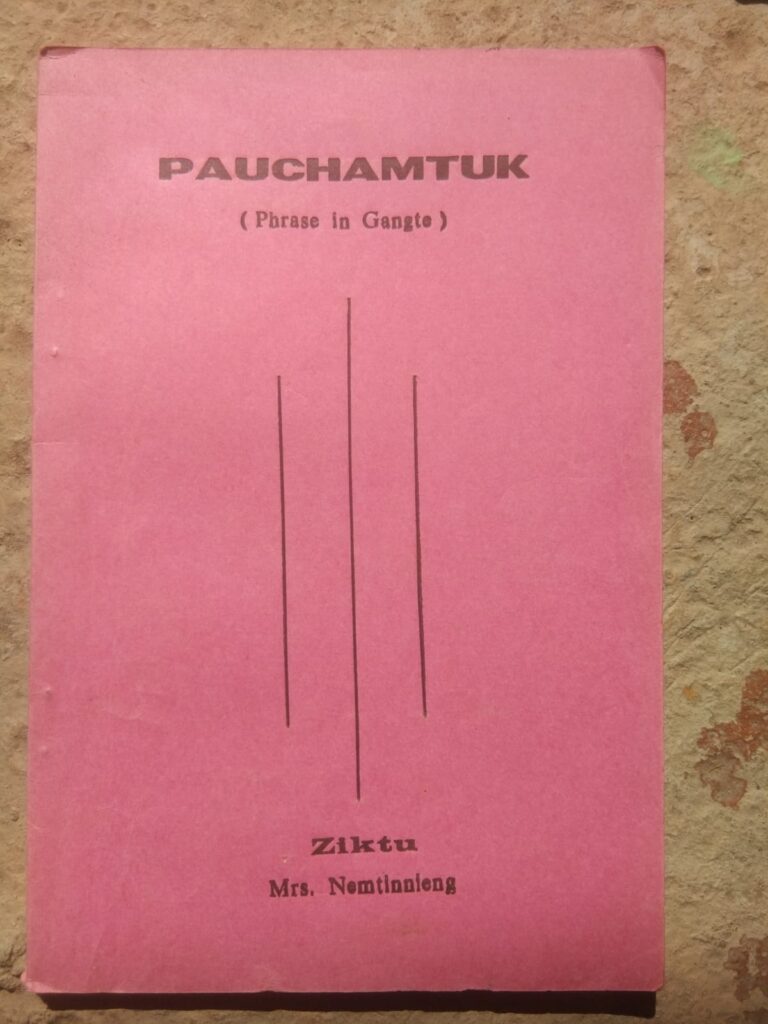 PAUCHAMTUK
( Phrase in Gangte )
Ziktu
Mrs. Nemtinnieng